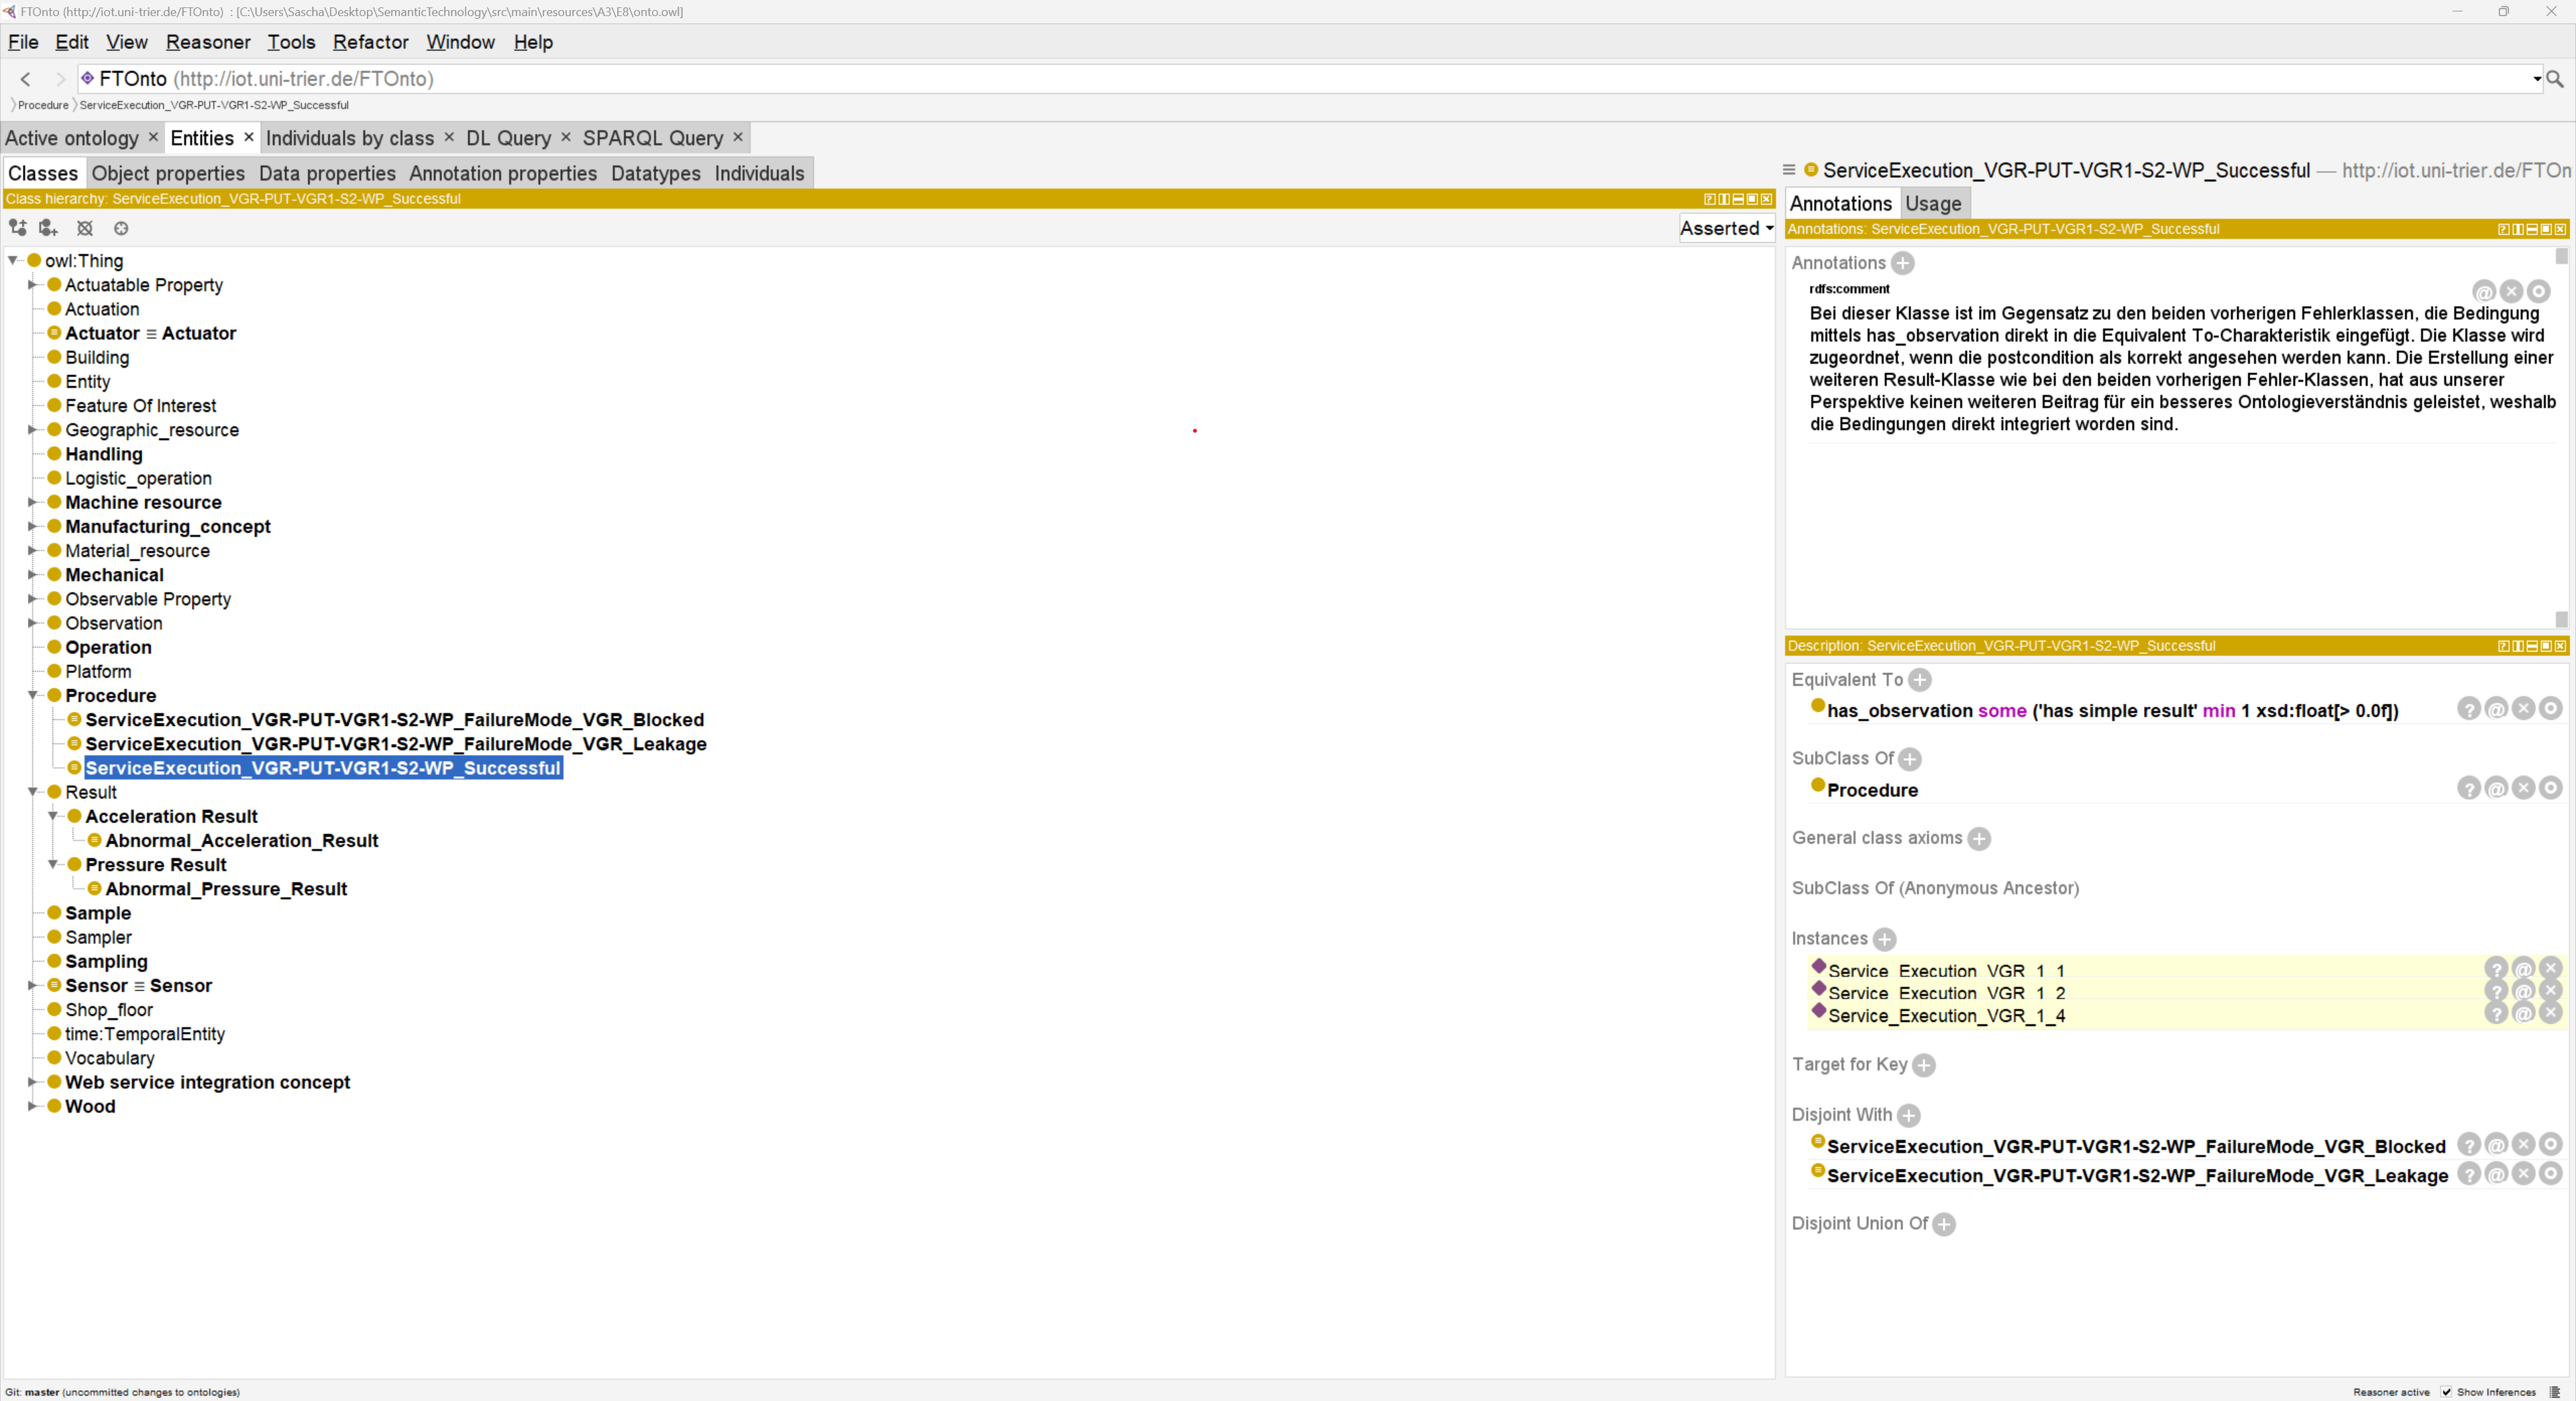 FTOnto (http://iot.uni-trier.de/FTOnto) : [C:\Users\Sascha\Desktop\SemanticTechnology\src\main\resources\A3\E8\onto.owl]
File Edit View Reasoner Tools Refactor Window Help
FTOnto (http://iot.uni-trier.de/FTOnto)
Procedure ServiceExecution_VGR-PUT-VGR1-S2-WP_Successful
Active ontology × Entities × Individuals by class × DL Query × SPARQL Query ×
Classes Object properties Data properties Annotation properties Datatypes Individuals
Class hierarchy: ServiceExecution_VGR-PUT-VGR1-S2-WP_Successful
Asserted
owl:Thing
Actuatable Property
Actuation
Actuator ≡ Actuator
Building
Entity
Feature Of Interest
Geographic_resource
Handling
Logistic_operation
Machine resource
Manufacturing_concept
Material_resource
Mechanical
Observable Property
Observation
Operation
Platform
Procedure
ServiceExecution_VGR-PUT-VGR1-S2-WP_FailureMode_VGR_Blocked
ServiceExecution_VGR-PUT-VGR1-S2-WP_FailureMode_VGR_Leakage
ServiceExecution_VGR-PUT-VGR1-S2-WP_Successful
Result
Acceleration Result
Abnormal_Acceleration_Result
Pressure Result
Abnormal_Pressure_Result
Sample
Sampler
Sampling
Sensor ≡ Sensor
Shop_floor
time:TemporalEntity
Vocabulary
Web service integration concept
Wood
ServiceExecution_VGR-PUT-VGR1-S2-WP_Successful — http://iot.uni-trier.de/FTOn
Annotations Usage
Annotations: ServiceExecution_VGR-PUT-VGR1-S2-WP_Successful
Annotations
rdfs:comment
Bei dieser Klasse ist im Gegensatz zu den beiden vorherigen Fehlerklassen, die Bedingung
mittels has_observation direkt in die Equivalent To-Charakteristik eingefügt. Die Klasse wird
zugeordnet, wenn die postcondition als korrekt angesehen werden kann. Die Erstellung einer
weiteren Result-Klasse wie bei den beiden vorherigen Fehler-Klassen, hat aus unserer
Perspektive keinen weiteren Beitrag für ein besseres Ontologieverständnis geleistet, weshalb
die Bedingungen direkt integriert worden sind.
Description: ServiceExecution_VGR-PUT-VGR1-S2-WP_Successful
Equivalent To
has_observation some ('has simple result' min 1 xsd:float[> 0.0f])
SubClass Of
Procedure
General class axioms
SubClass Of (Anonymous Ancestor)
Instances
Service_Execution_VGR_1_1
Service_Execution_VGR_1_2
Service_Execution_VGR_1_4
Target for Key
Disjoint With
ServiceExecution_VGR-PUT-VGR1-S2-WP_FailureMode_VGR_Blocked
ServiceExecution_VGR-PUT-VGR1-S2-WP_FailureMode_VGR_Leakage
Disjoint Union Of
Git: master (uncommitted changes to ontologies)
Reasoner active Show Inferences